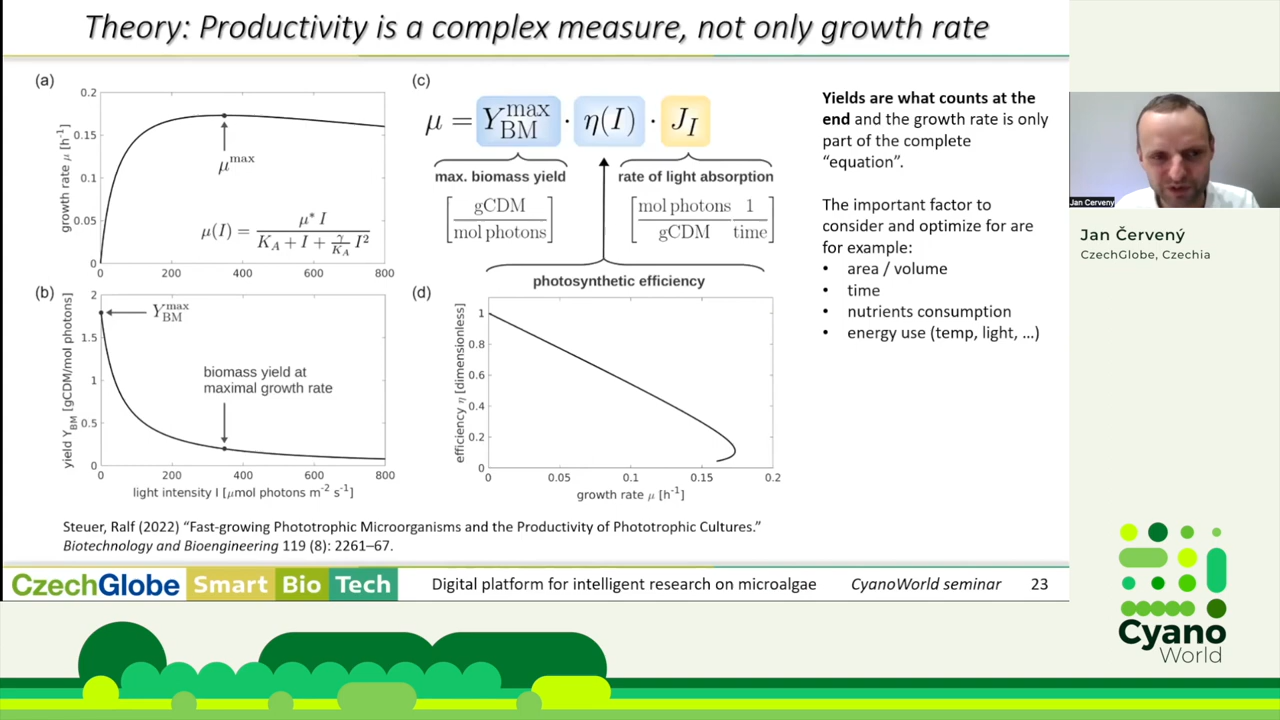 Theory: Productivity is a complex measure, not only growth rate
(a)
0.2
0.15
0.1
0.05
0
growth rate μ [h⁻¹]
μ^max
μ(I) = μ* I / (K_A + I + γ/K_A I²)
0 200 400 600 800
(b)
2
1.5
1
0.5
0
yield Y_BM [gCDM/mol photons]
Y_BM^max
biomass yield at
maximal growth rate
0 200 400 600 800
light intensity I [μmol photons m⁻² s⁻¹]
(c)
μ = Y_BM^max · η(I) · J_I
max. biomass yield
[gCDM / mol photons]
rate of light absorption
[mol photons / gCDM 1 / time]
photosynthetic efficiency
(d)
1
0.8
0.6
0.4
0.2
0
efficiency η [dimensionless]
0 0.05 0.1 0.15 0.2
growth rate μ [h⁻¹]
Yields are what counts at the
end and the growth rate is only
part of the complete
“equation”.
The important factor to
consider and optimize for are
for example:
• area / volume
• time
• nutrients consumption
• energy use (temp, light, …)
Steuer, Ralf (2022) “Fast-growing Phototrophic Microorganisms and the Productivity of Phototrophic Cultures.”
Biotechnology and Bioengineering 119 (8): 2261–67.
CzechGlobe Smart Bio Tech
Digital platform for intelligent research on microalgae
CyanoWorld seminar
23
Jan Cerveny
Jan Červený
CzechGlobe, Czechia
Cyano
World